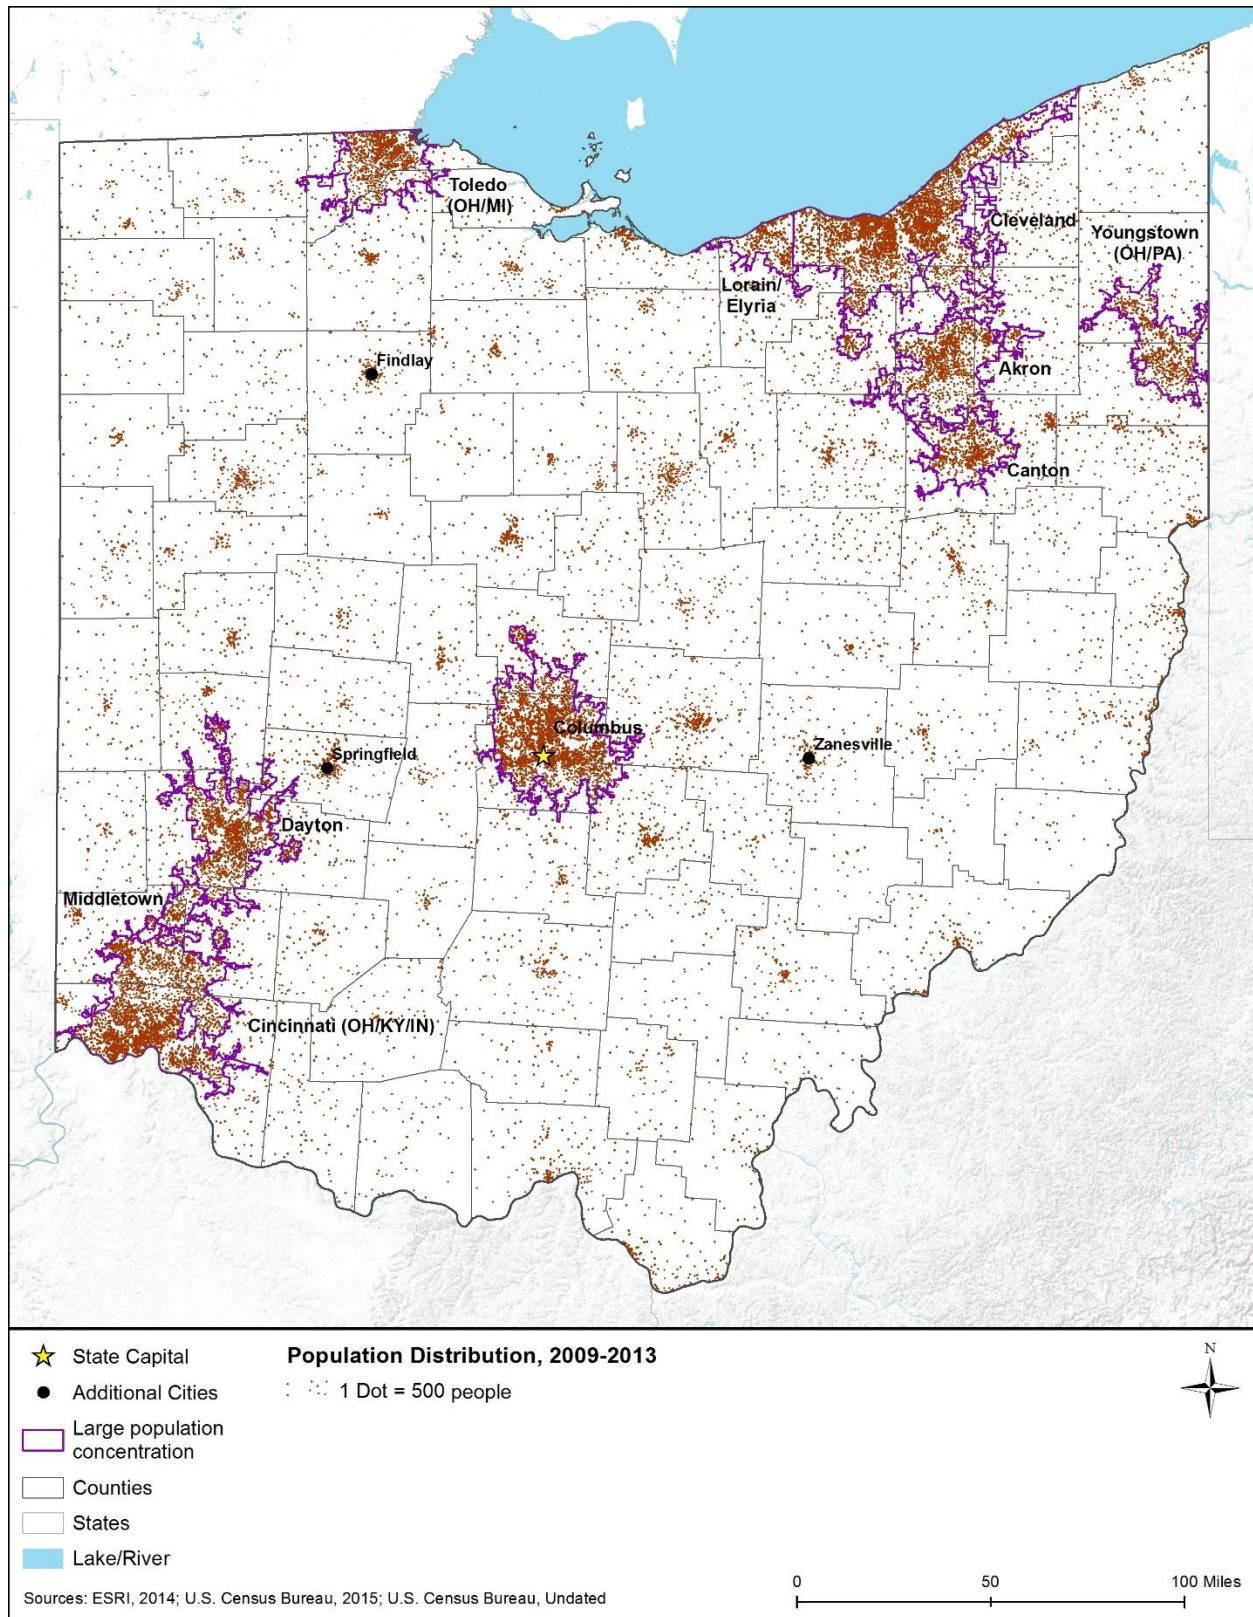 Toledo
(OH/MI)
Cleveland
Youngstown
(OH/PA)
Lorain/
Elyria
Findlay
Akron
Canton
Columbus
Springfield
Zanesville
Dayton
Middletown
Cincinnati (OH/KY/IN)
State Capital
Population Distribution, 2009-2013
N
Additional Cities
1 Dot = 500 people
Large population
concentration
Counties
States
Lake/River
0 50 100 Miles
Sources: ESRI, 2014; U.S. Census Bureau, 2015; U.S. Census Bureau, Undated